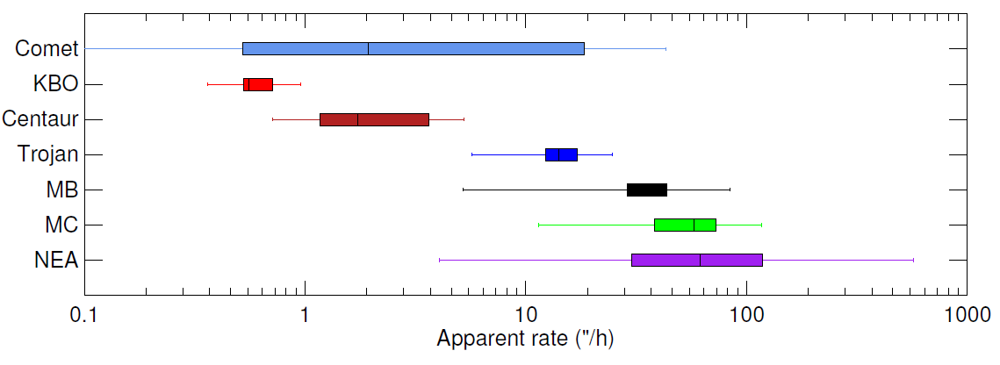 Comet
KBO
Centaur
Trojan
MB
MC
NEA
0.1 1 10 100 1000
Apparent rate ("/h)